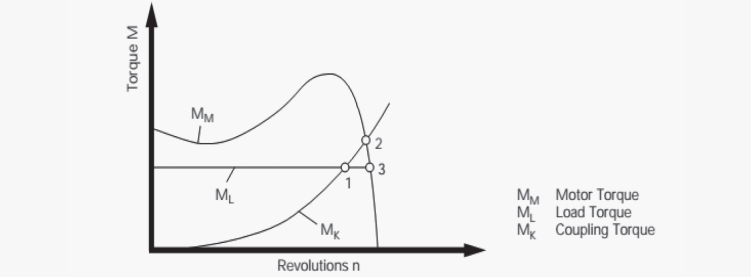 Torque M
M_M
M_L
M_K
1
2
3
Revolutions n
M_M Motor Torque
M_L Load Torque
M_K Coupling Torque